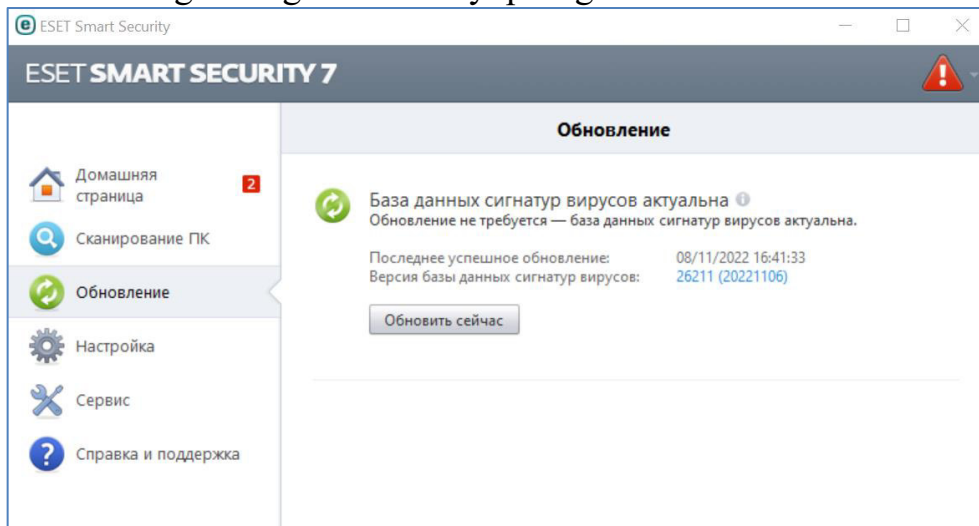 ESET Smart Security
ESET SMART SECURITY 7
Обновление
Домашняя
страница
2
Сканирование ПК
Обновление
Настройка
Сервис
Справка и поддержка
База данных сигнатур вирусов актуальна
Обновление не требуется — база данных сигнатур вирусов актуальна.
Последнее успешное обновление: 08/11/2022 16:41:33
Версия базы данных сигнатур вирусов: 26211 (20221106)
Обновить сейчас